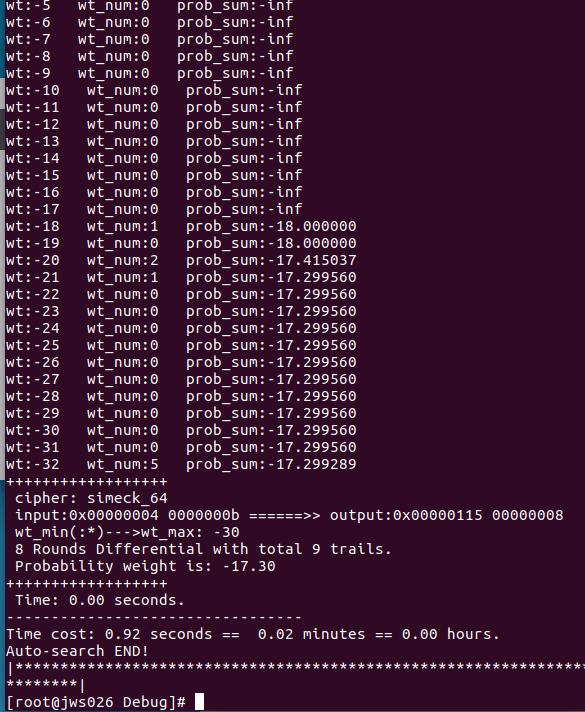 wt:-5   wt_num:0   prob_sum:-inf
wt:-6   wt_num:0   prob_sum:-inf
wt:-7   wt_num:0   prob_sum:-inf
wt:-8   wt_num:0   prob_sum:-inf
wt:-9   wt_num:0   prob_sum:-inf
wt:-10   wt_num:0   prob_sum:-inf
wt:-11   wt_num:0   prob_sum:-inf
wt:-12   wt_num:0   prob_sum:-inf
wt:-13   wt_num:0   prob_sum:-inf
wt:-14   wt_num:0   prob_sum:-inf
wt:-15   wt_num:0   prob_sum:-inf
wt:-16   wt_num:0   prob_sum:-inf
wt:-17   wt_num:0   prob_sum:-inf
wt:-18   wt_num:1   prob_sum:-18.000000
wt:-19   wt_num:0   prob_sum:-18.000000
wt:-20   wt_num:2   prob_sum:-17.415037
wt:-21   wt_num:1   prob_sum:-17.299560
wt:-22   wt_num:0   prob_sum:-17.299560
wt:-23   wt_num:0   prob_sum:-17.299560
wt:-24   wt_num:0   prob_sum:-17.299560
wt:-25   wt_num:0   prob_sum:-17.299560
wt:-26   wt_num:0   prob_sum:-17.299560
wt:-27   wt_num:0   prob_sum:-17.299560
wt:-28   wt_num:0   prob_sum:-17.299560
wt:-29   wt_num:0   prob_sum:-17.299560
wt:-30   wt_num:0   prob_sum:-17.299560
wt:-31   wt_num:0   prob_sum:-17.299560
wt:-32   wt_num:5   prob_sum:-17.299289
++++++++++++++++++
 cipher: simeck_64
 input:0x00000004 0000000b ======>> output:0x00000115 00000008
 wt_min(:*)--->wt_max: -30
 8 Rounds Differential with total 9 trails.
 Probability weight is: -17.30
++++++++++++++++++
 Time: 0.00 seconds.
---------------------------------
Time cost: 0.92 seconds ==  0.02 minutes == 0.00 hours.
Auto-search END!
|****************************************************************
********|
[root@jws026 Debug]#